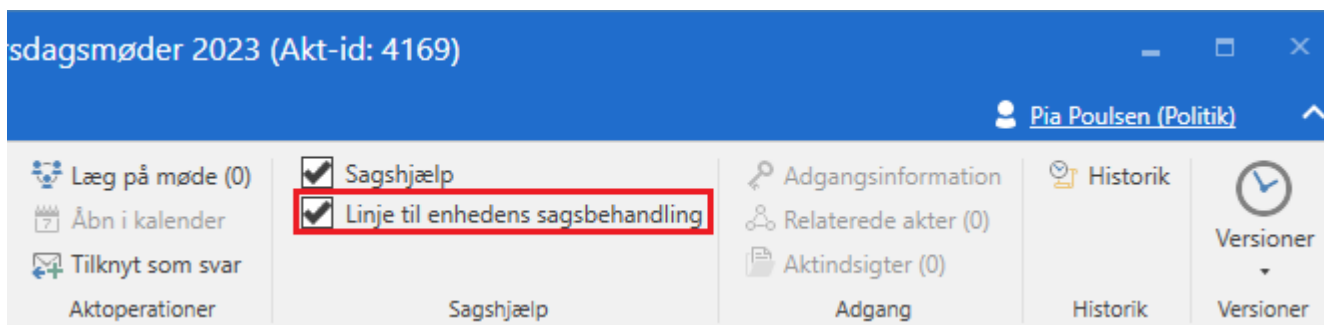 sdagsmøder 2023 (Akt-id: 4169)
Pia Poulsen (Politik)
Læg på møde (0)
Åbn i kalender
Tilknyt som svar
Aktoperationer
Sagshjælp
Linje til enhedens sagsbehandling
Sagshjælp
Adgangsinformation
Relaterede akter (0)
Aktindsigter (0)
Adgang
Historik
Historik
Versioner
Versioner